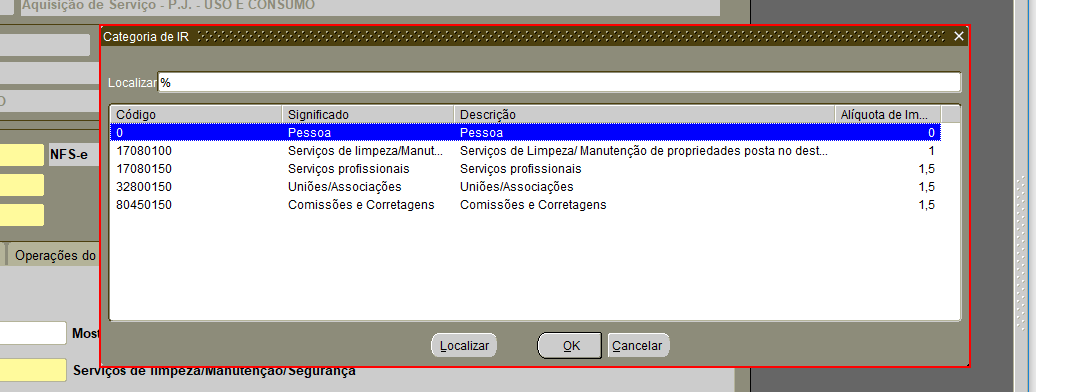 Aquisição de Serviço - P.J. - USO E CONSUMO
Categoria de IR
Localizar %
Código Significado Descrição Alíquota de Im...
0 Pessoa Pessoa 0
17080100 Serviços de limpeza/Manut... Serviços de Limpeza/ Manutenção de propriedades posta no dest... 1
17080150 Serviços profissionais Serviços profissionais 1,5
32800150 Uniões/Associações Uniões/Associações 1,5
80450150 Comissões e Corretagens Comissões e Corretagens 1,5
NFS-e
Operações do
Localizar OK Cancelar
Most
Serviços de limpeza/Manutenção/Segurança